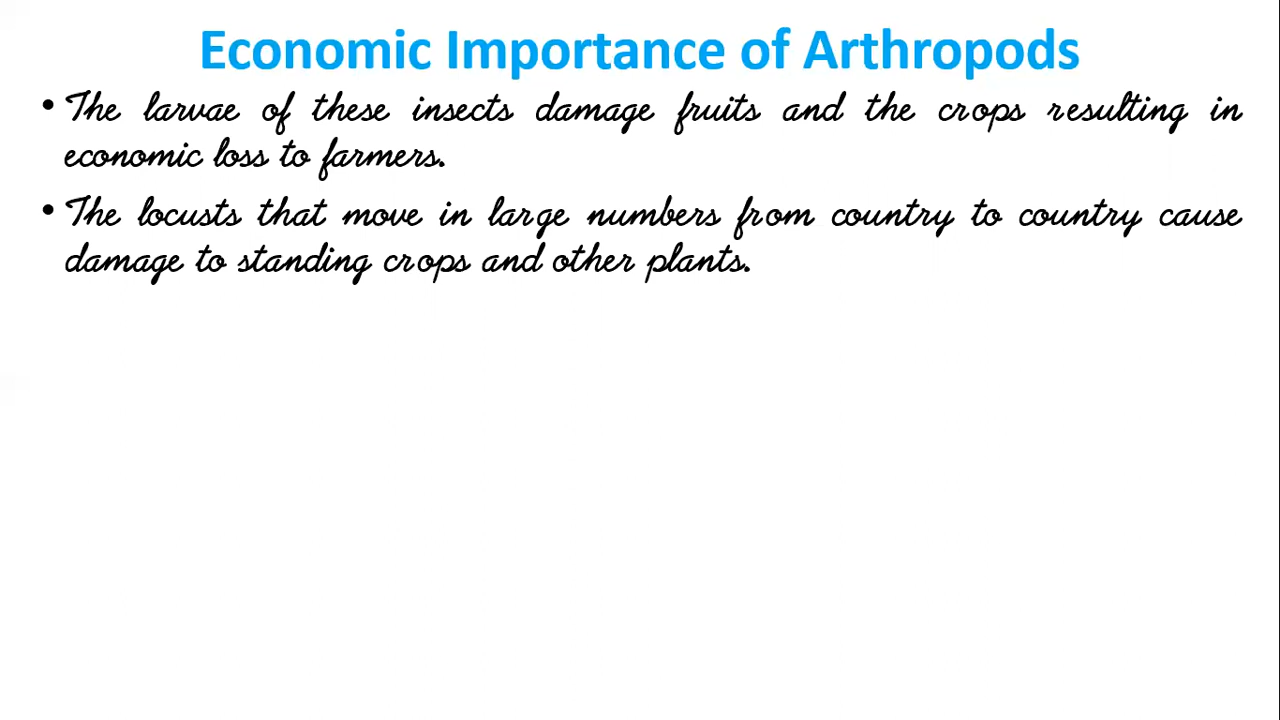 Economic Importance of Arthropods
• The larvae of these insects damage fruits and the crops resulting in
economic loss to farmers.
• The locusts that move in large numbers from country to country cause
damage to standing crops and other plants.